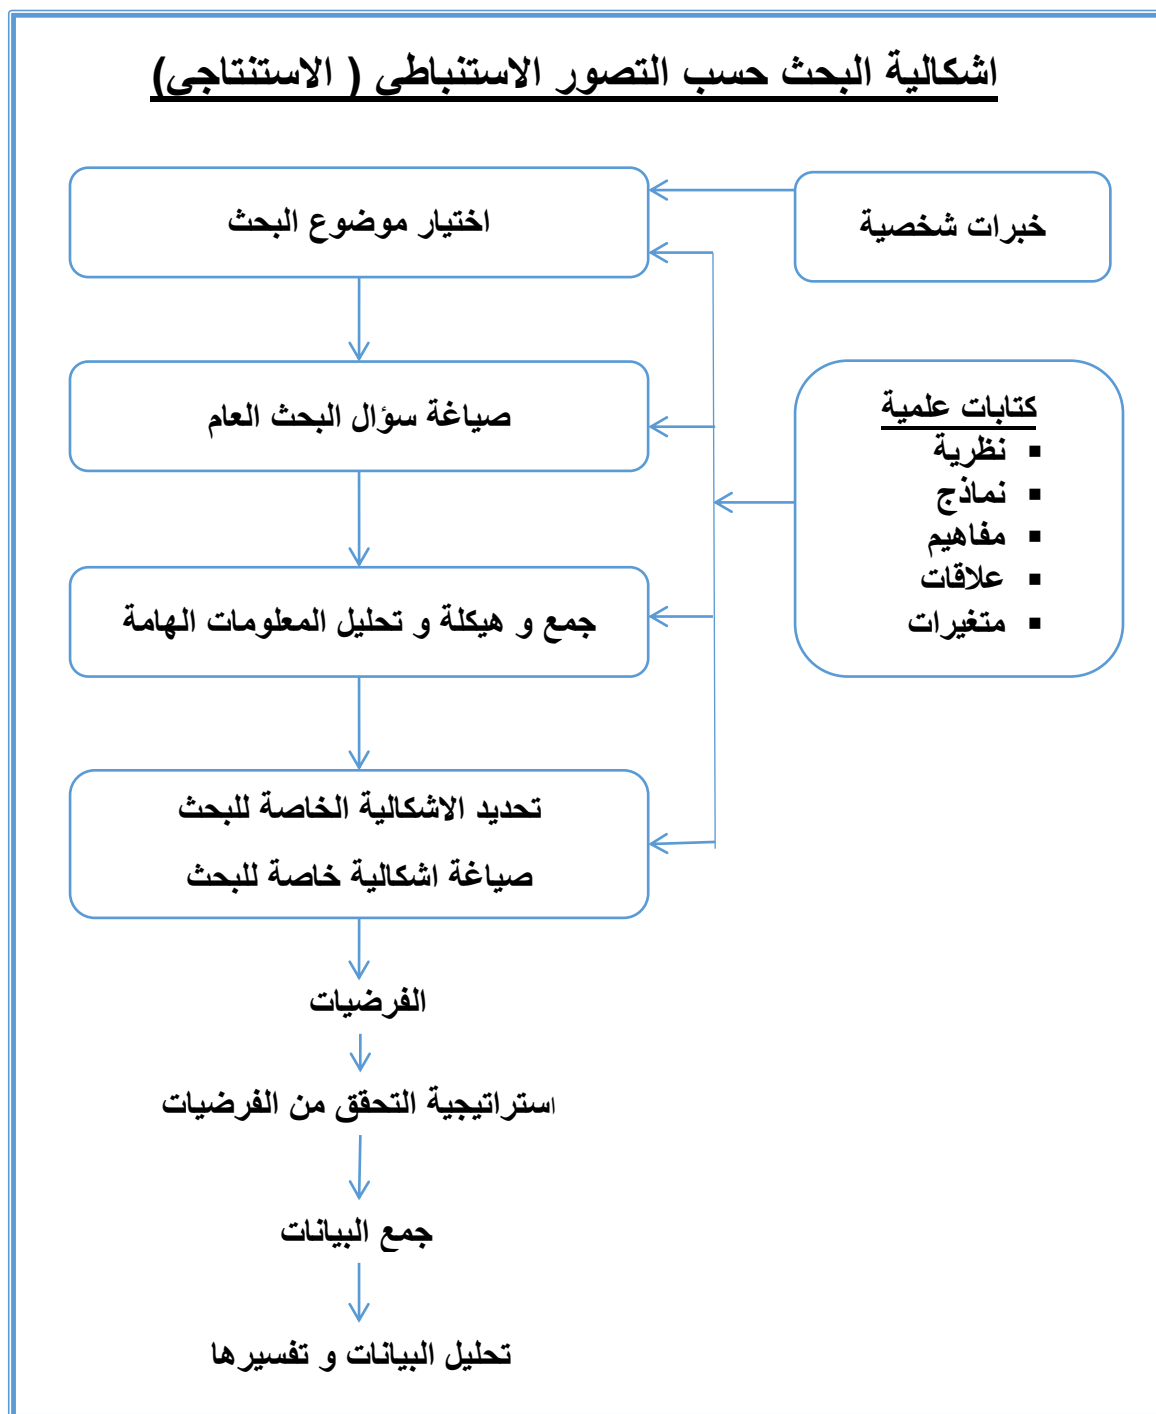 اشكالية البحث حسب التصور الاستنباطي ( الاستنتاجي)
خبرات شخصية
اختيار موضوع البحث
كتابات علمية
▪ نظرية
▪ نماذج
▪ مفاهيم
▪ علاقات
▪ متغيرات
صياغة سؤال البحث العام
جمع و هيكلة و تحليل المعلومات الهامة
تحديد الاشكالية الخاصة للبحث
صياغة اشكالية خاصة للبحث
الفرضيات
استراتيجية التحقق من الفرضيات
جمع البيانات
تحليل البيانات و تفسيرها